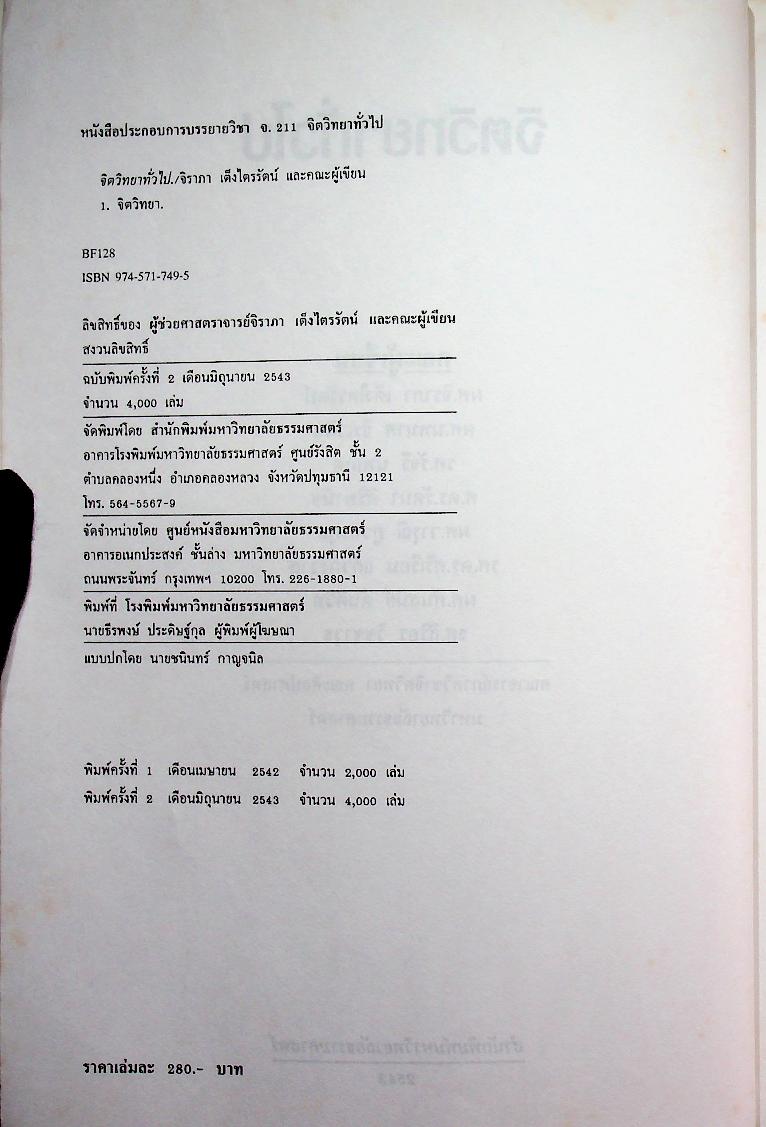 หนังสือประกอบการบรรยายวิชา จ. 211 จิตวิทยาทั่วไป
จิตวิทยาทั่วไป./จิราภา เต็งไตรรัตน์ และคณะผู้เขียน
1. จิตวิทยา.
BF128
ISBN 974-571-749-5
ลิขสิทธิ์ของ ผู้ช่วยศาสตราจารย์จิราภา เต็งไตรรัตน์ และคณะผู้เขียน
สงวนลิขสิทธิ์
ฉบับพิมพ์ครั้งที่ 2 เดือนมิถุนายน 2543
จำนวน 4,000 เล่ม
จัดพิมพ์โดย สำนักพิมพ์มหาวิทยาลัยธรรมศาสตร์
อาคารโรงพิมพ์มหาวิทยาลัยธรรมศาสตร์ ศูนย์รังสิต ชั้น 2
ตำบลคลองหนึ่ง อำเภอคลองหลวง จังหวัดปทุมธานี 12121
โทร. 564-5567-9
จัดจำหน่ายโดย ศูนย์หนังสือมหาวิทยาลัยธรรมศาสตร์
อาคารอเนกประสงค์ ชั้นล่าง มหาวิทยาลัยธรรมศาสตร์
ถนนพระจันทร์ กรุงเทพฯ 10200 โทร. 226-1880-1
พิมพ์ที่ โรงพิมพ์มหาวิทยาลัยธรรมศาสตร์
นายธีรพงษ์ ประดิษฐ์กุล ผู้พิมพ์ผู้โฆษณา
แบบปกโดย นายชนินทร์ กาญจนิล
พิมพ์ครั้งที่ 1 เดือนเมษายน 2542 จำนวน 2,000 เล่ม
พิมพ์ครั้งที่ 2 เดือนมิถุนายน 2543 จำนวน 4,000 เล่ม
ราคาเล่มละ 280.- บาท